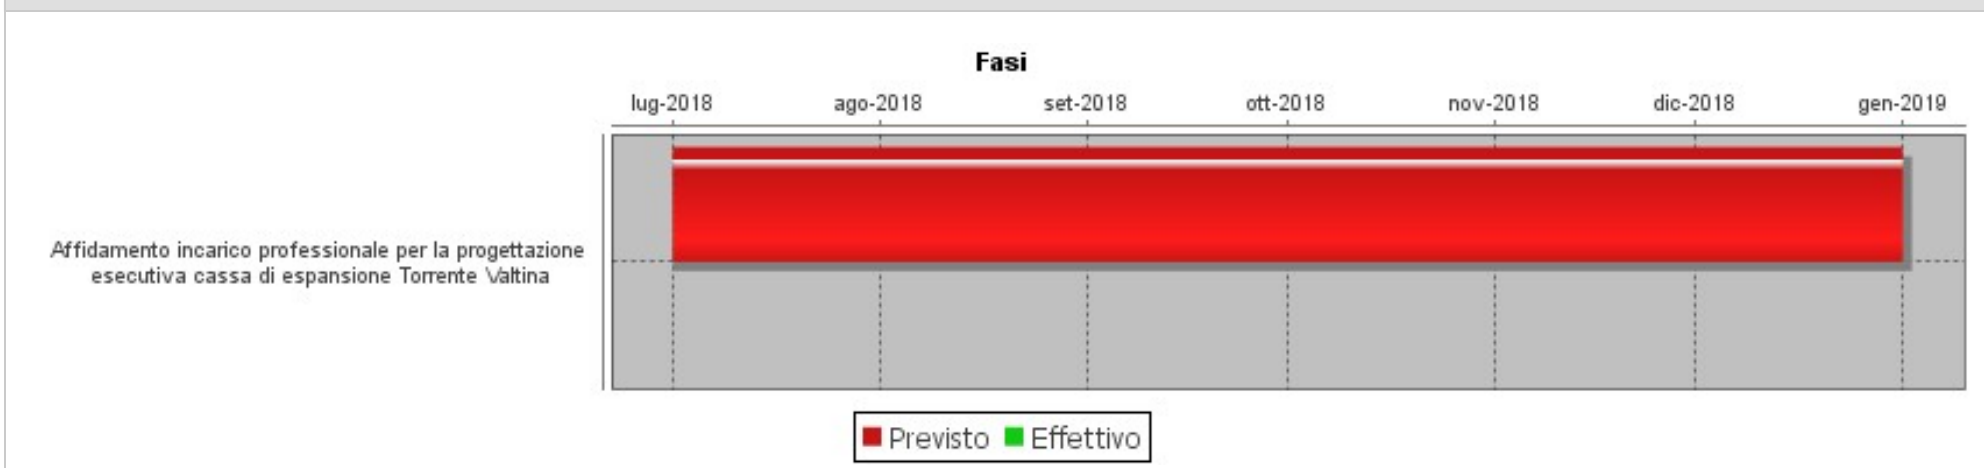 Fasi
lug-2018 ago-2018 set-2018 ott-2018 nov-2018 dic-2018 gen-2019
Affidamento incarico professionale per la progettazione
esecutiva cassa di espansione Torrente Valtina
Previsto Effettivo